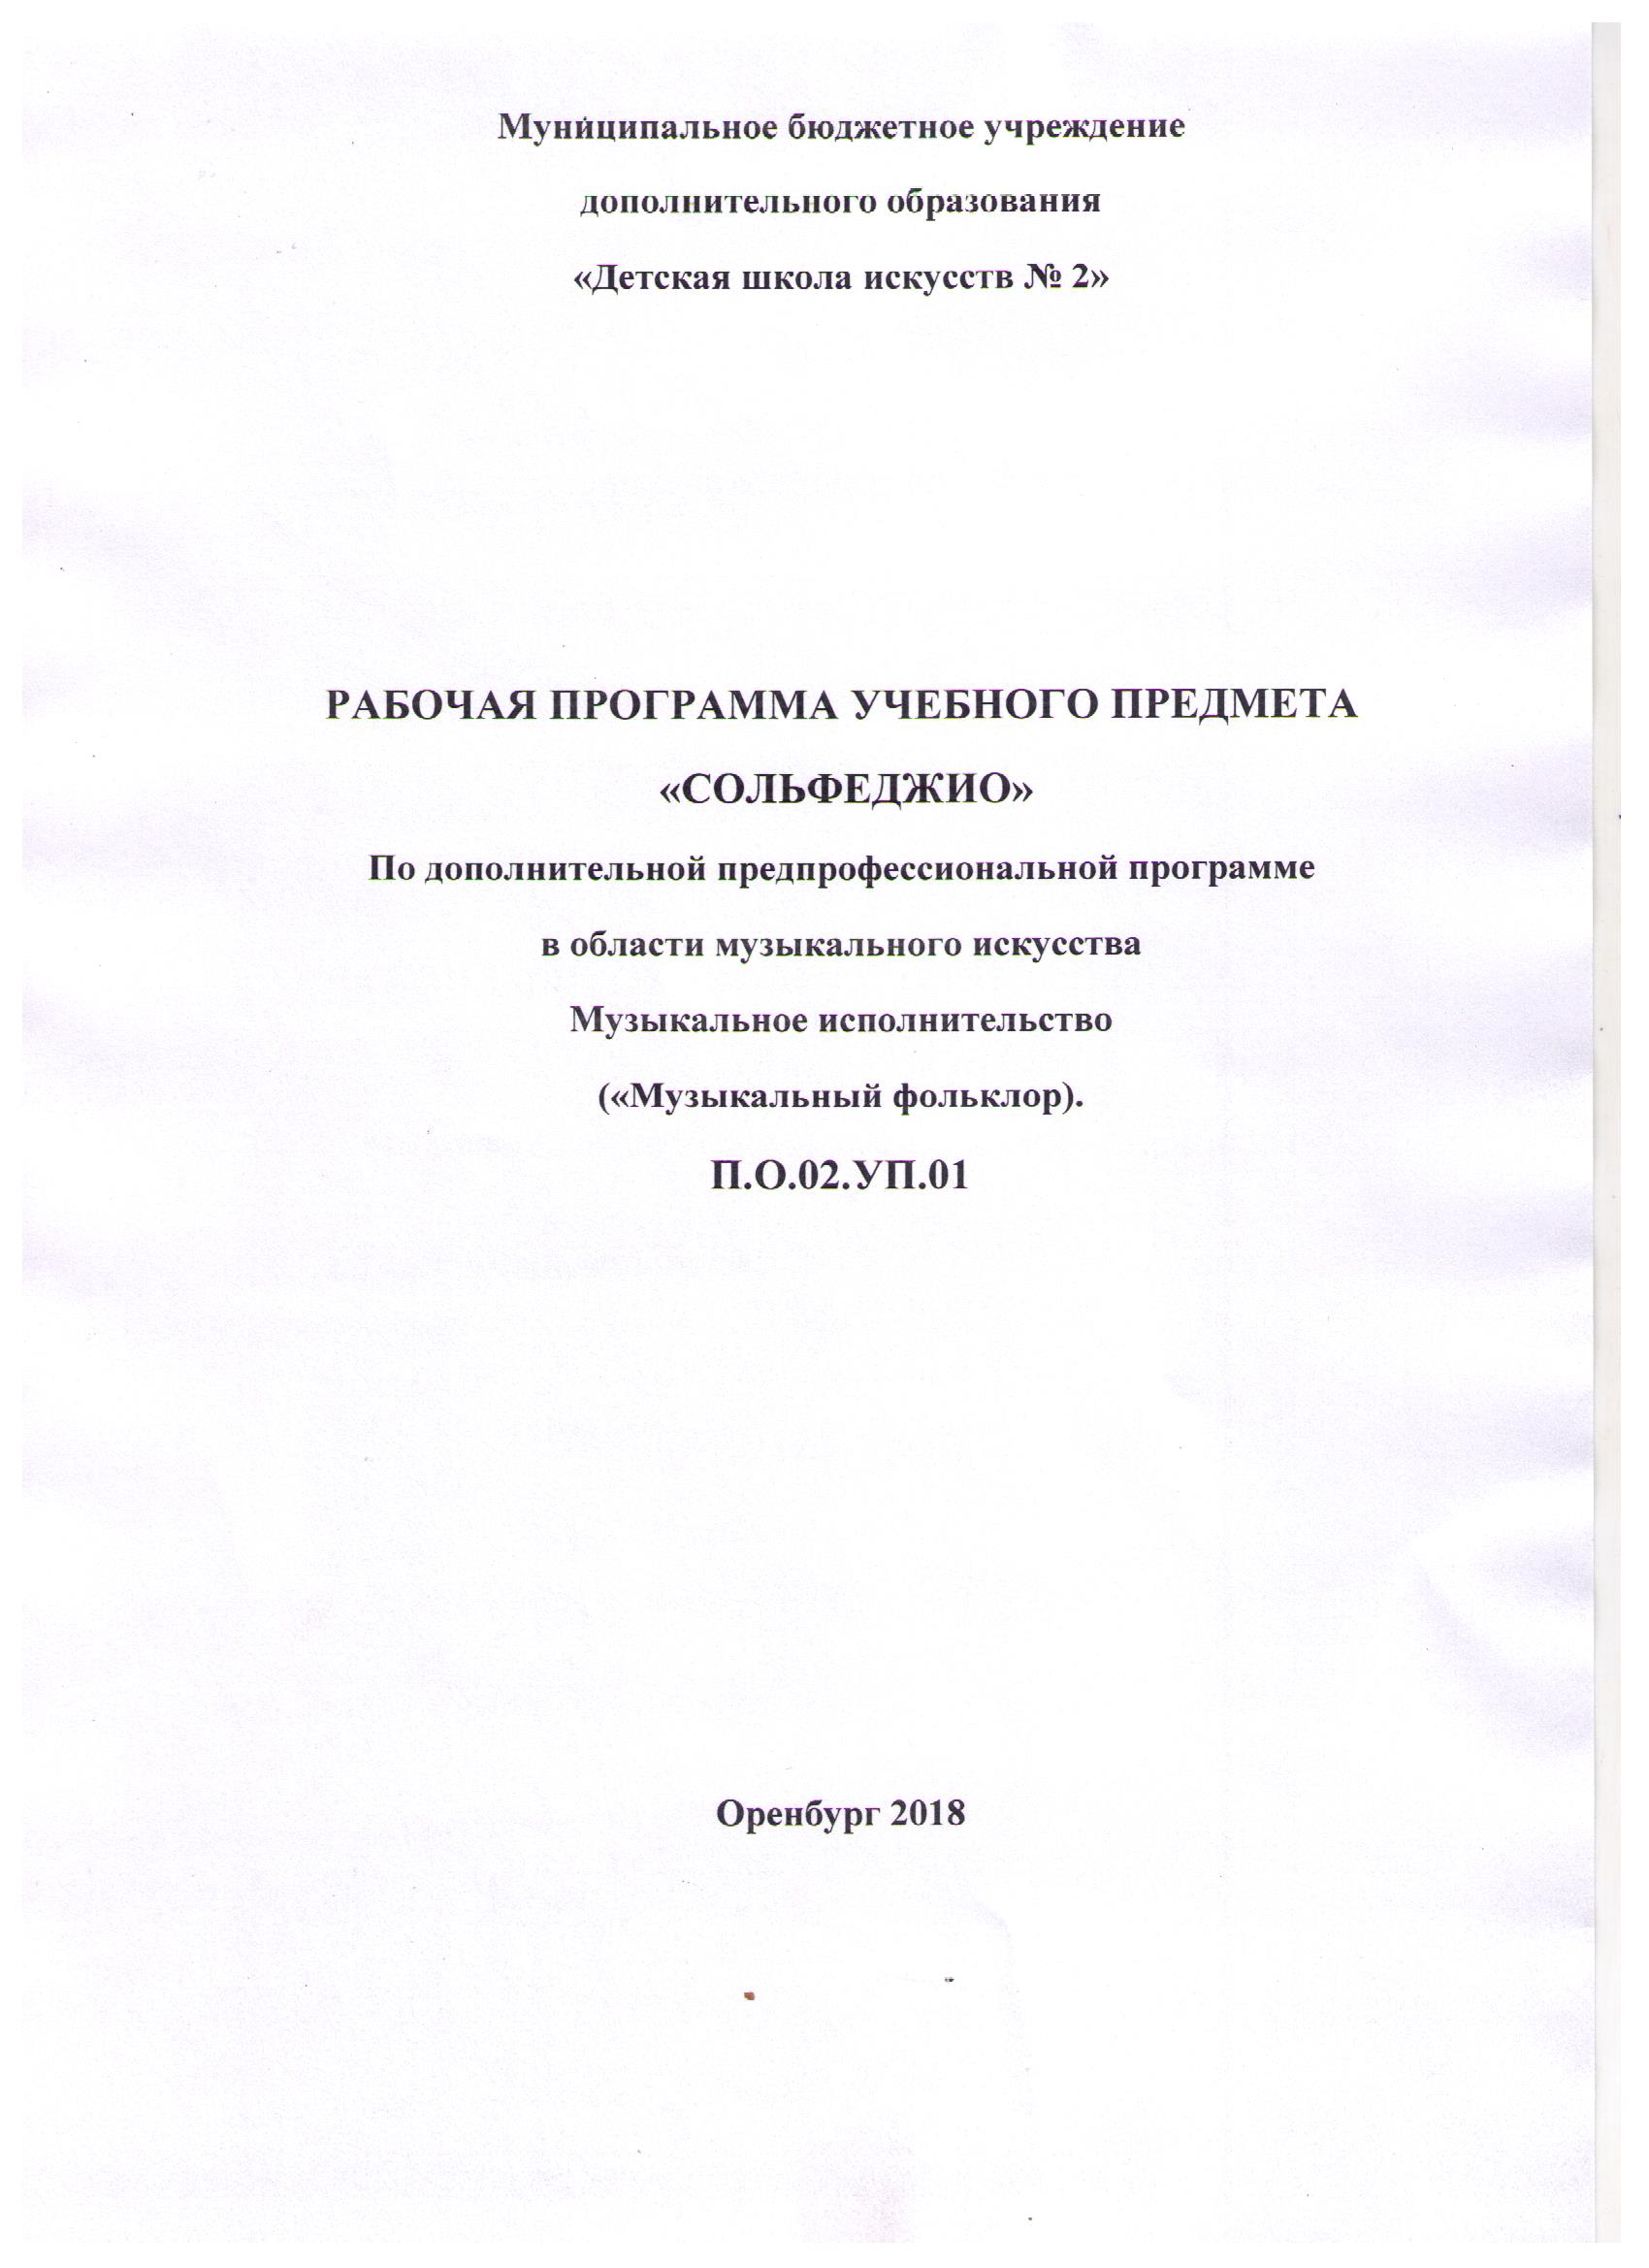 Муниципальное бюджетное учреждение
дополнительного образования
«Детская школа искусств № 2»
РАБОЧАЯ ПРОГРАММА УЧЕБНОГО ПРЕДМЕТА
«СОЛЬФЕДЖИО»
По дополнительной предпрофессиональной программе
в области музыкального искусства
Музыкальное исполнительство
(«Музыкальный фольклор).
П.О.02.УП.01
Оренбург 2018